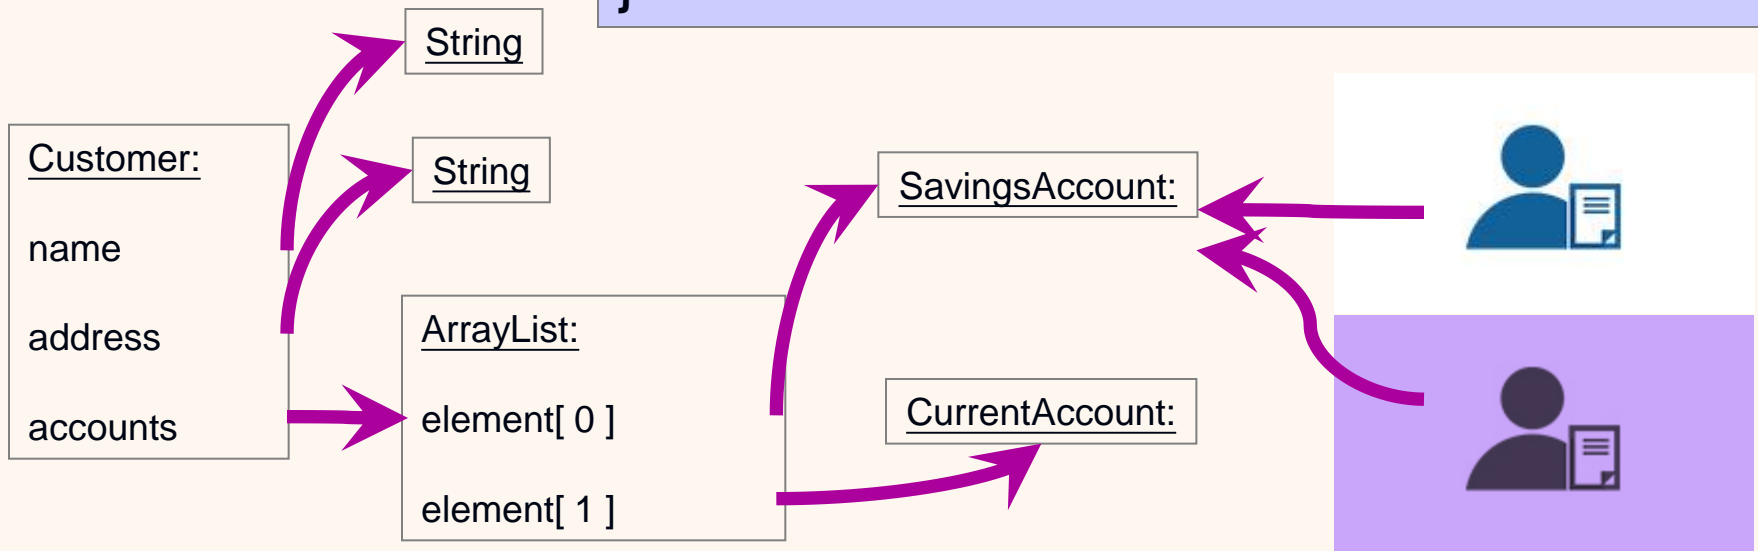 }
String
Customer:
name
address
accounts
String
ArrayList:
element[ 0 ]
element[ 1 ]
SavingsAccount:
CurrentAccount: